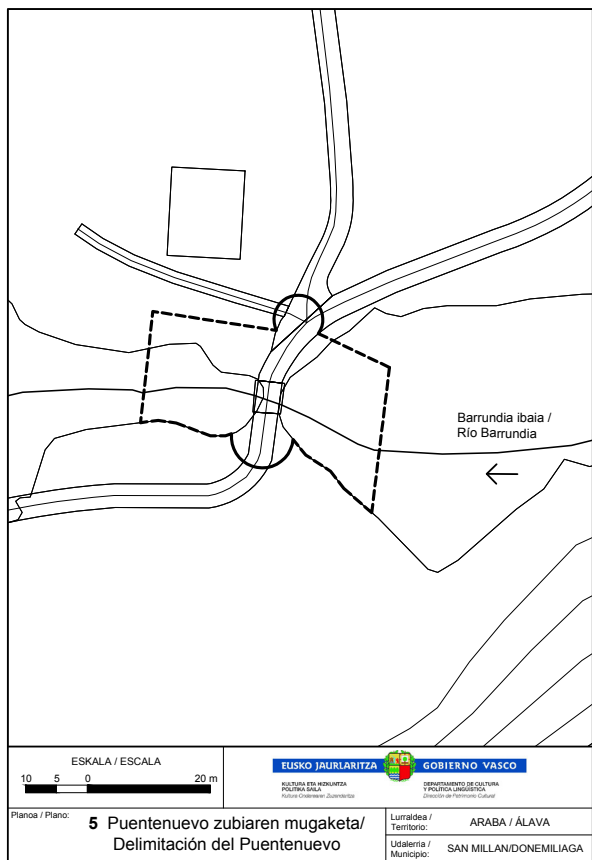 Barrundia ibaia /
Río Barrundia
ESKALA / ESCALA
10 5 0 20 m
EUSKO JAURLARITZA GOBIERNO VASCO
KULTURA ETA HIZKUNTZA
POLITIKA SAILA
Kultura Ondarearen Zuzendaritza
DEPARTAMENTO DE CULTURA
Y POLÍTICA LINGÜÍSTICA
Dirección de Patrimonio Cultural
Planoa / Plano:
5 Puentenuevo zubiaren mugaketa/
Delimitación del Puentenuevo
Lurraldea /
Territorio:
ARABA / ÁLAVA
Udalerria /
Municipio:
SAN MILLAN/DONEMILIAGA